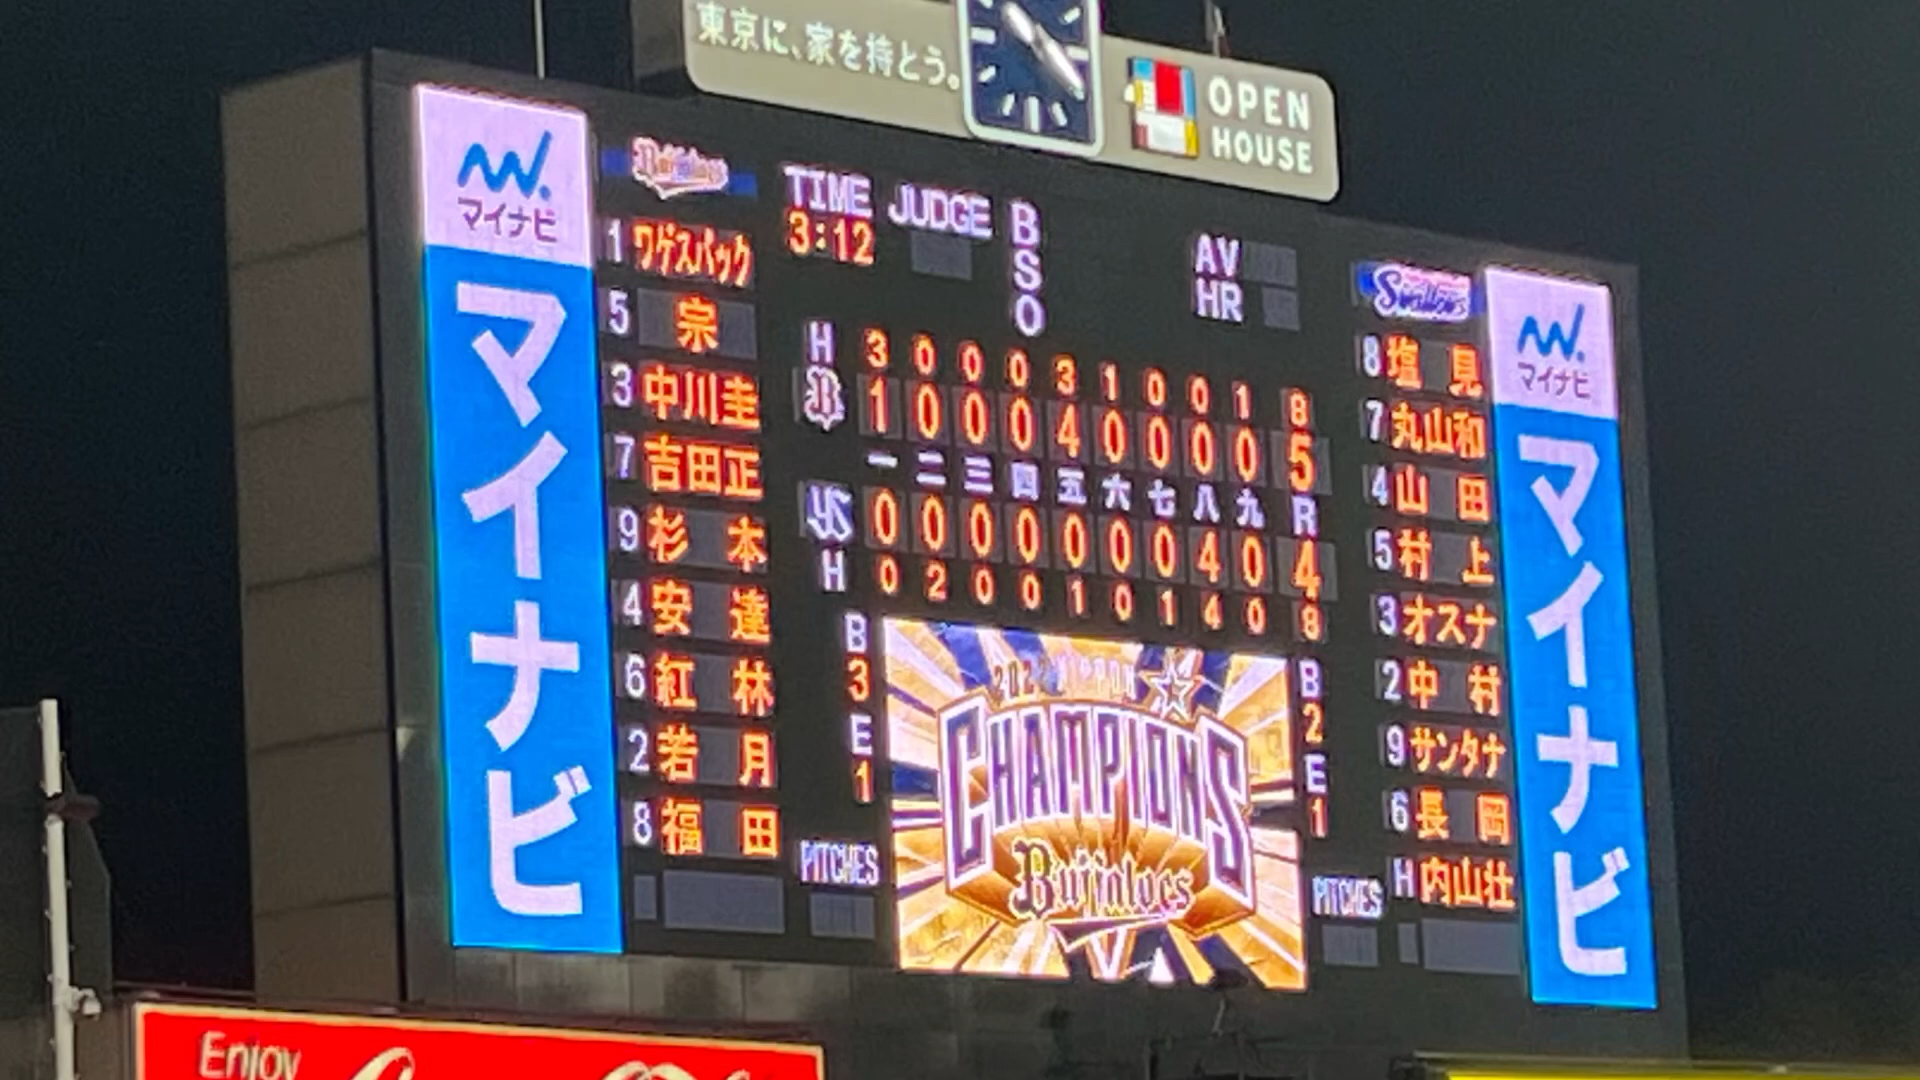 東京に、家を持とう。
OPEN
HOUSE
マイナビ
マイナビ
Buffaloes
1 ワゲスパック
5 宗
3 中川圭
7 吉田正
9 杉本
4 安達
6 紅林
2 若月
8 福田
TIME JUDGE
3:12
B
S
O
AV
HR
H 3 0 0 0 3 1 0 0 1 8
B 1 0 0 0 4 0 0 0 0 5
一 二 三 四 五 六 七 八 九 R
YS 0 0 0 0 0 0 0 4 0 4
H 0 2 0 0 1 0 1 4 0 8
B
3
E
1
PITCHES
CHAMPIONS
Buffaloes
B
2
E
1
PITCHES
Swallows
8 塩見
7 丸山和
4 山田
5 村上
3 オスナ
2 中村
9 サンタナ
6 長岡
H 内山壮
マイナビ
マイナビ
Enjoy